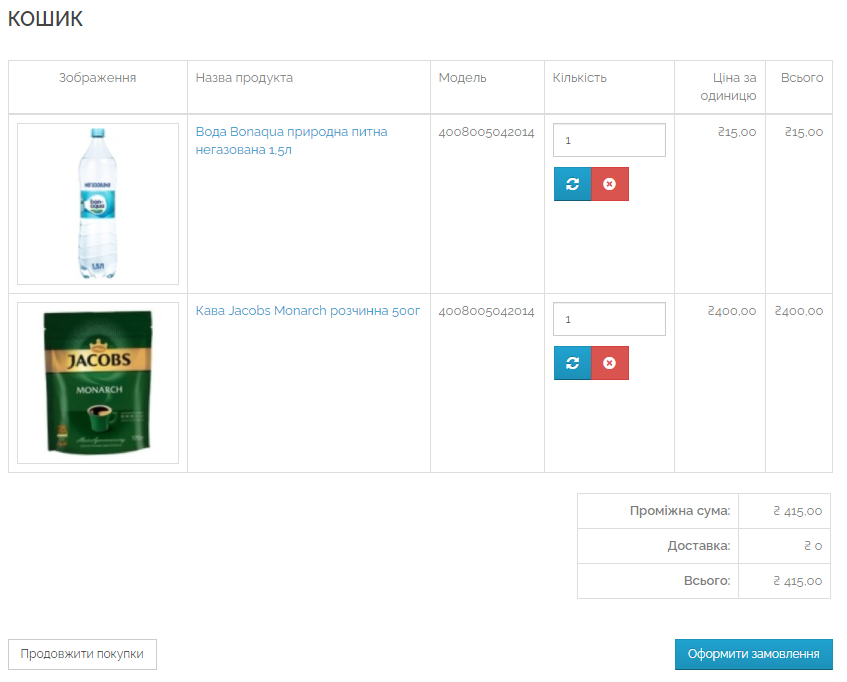 КОШИК
Зображення
Назва продукта
Модель
Кількість
Ціна за
одиницю
Всього
НЕГАЗОВАНА
bon-
aqua
1,5Л
Вода Bonaqua природна питна
негазована 1,5л
4008005042014
1
₴15,00
₴15,00
JACOBS
MONARCH
Кава Jacobs Monarch розчинна 500г
4008005042014
1
₴400,00
₴400,00
Проміжна сума:
₴ 415,00
Доставка:
₴ 0
Всього:
₴ 415,00
Продовжити покупки
Оформити замовлення